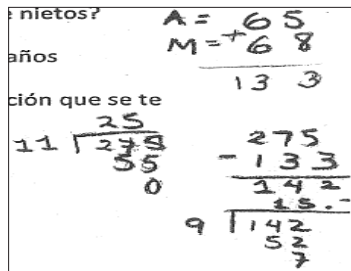 e nietos?
A = 65
M = + 68
133
años
ción que se te
25
11 275
55
0
275
- 133
142
15.-
9 142
52
7